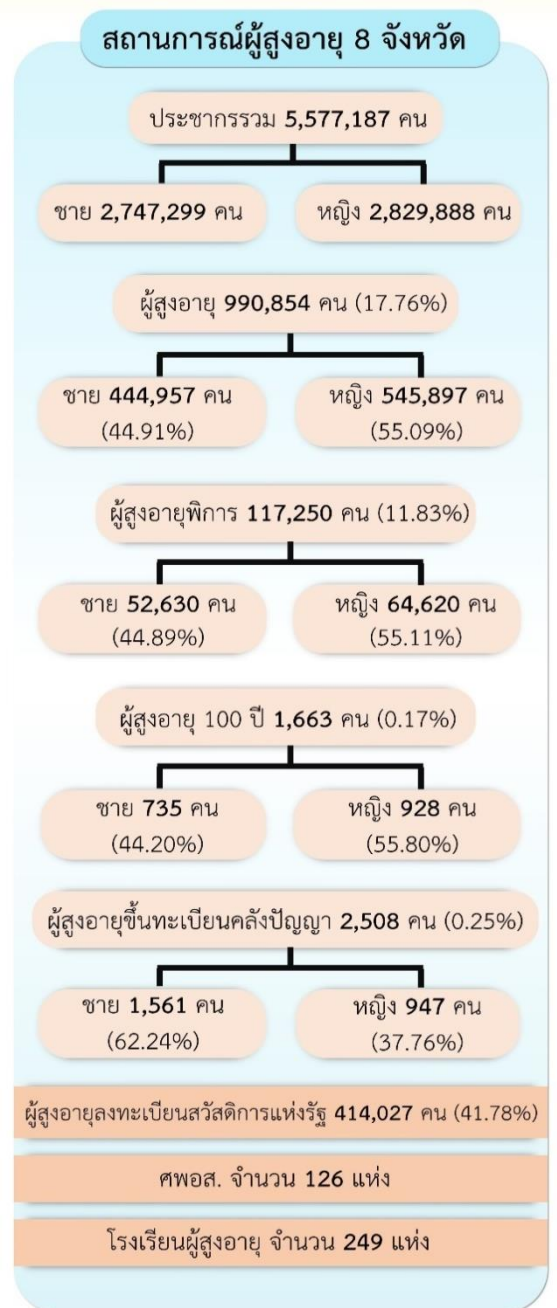 สถานการณ์ผู้สูงอายุ 8 จังหวัด
ประชากรรวม 5,577,187 คน
ชาย 2,747,299 คน
หญิง 2,829,888 คน
ผู้สูงอายุ 990,854 คน (17.76%)
ชาย 444,957 คน
(44.91%)
หญิง 545,897 คน
(55.09%)
ผู้สูงอายุพิการ 117,250 คน (11.83%)
ชาย 52,630 คน
(44.89%)
หญิง 64,620 คน
(55.11%)
ผู้สูงอายุ 100 ปี 1,663 คน (0.17%)
ชาย 735 คน
(44.20%)
หญิง 928 คน
(55.80%)
ผู้สูงอายุขึ้นทะเบียนคลังปัญญา 2,508 คน (0.25%)
ชาย 1,561 คน
(62.24%)
หญิง 947 คน
(37.76%)
ผู้สูงอายุลงทะเบียนสวัสดิการแห่งรัฐ 414,027 คน (41.78%)
ศพอส. จำนวน 126 แห่ง
โรงเรียนผู้สูงอายุ จำนวน 249 แห่ง